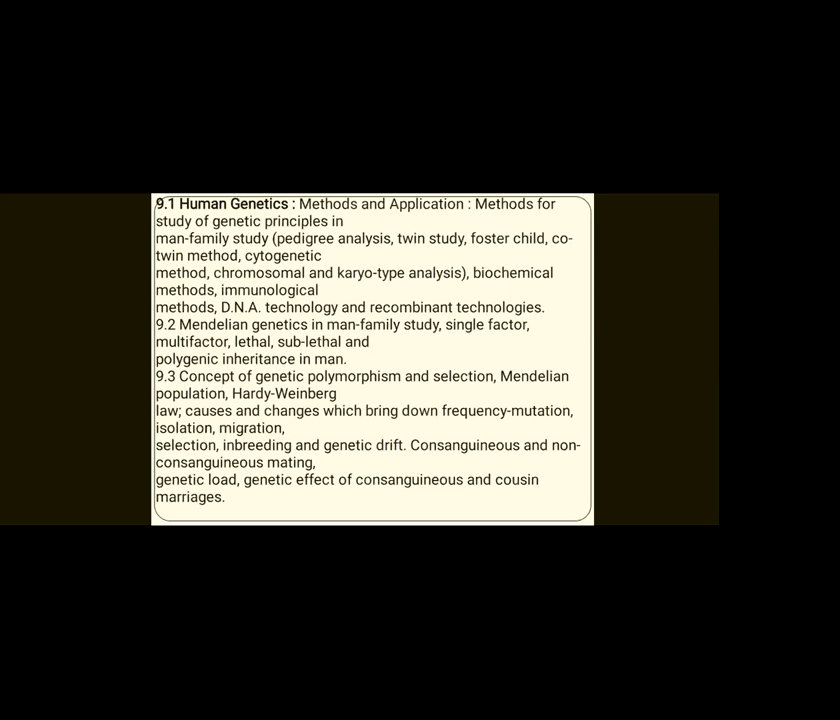 9.1 Human Genetics : Methods and Application : Methods for
study of genetic principles in
man-family study (pedigree analysis, twin study, foster child, co-
twin method, cytogenetic
method, chromosomal and karyo-type analysis), biochemical
methods, immunological
methods, D.N.A. technology and recombinant technologies.
9.2 Mendelian genetics in man-family study, single factor,
multifactor, lethal, sub-lethal and
polygenic inheritance in man.
9.3 Concept of genetic polymorphism and selection, Mendelian
population, Hardy-Weinberg
law; causes and changes which bring down frequency-mutation,
isolation, migration,
selection, inbreeding and genetic drift. Consanguineous and non-
consanguineous mating,
genetic load, genetic effect of consanguineous and cousin
marriages.